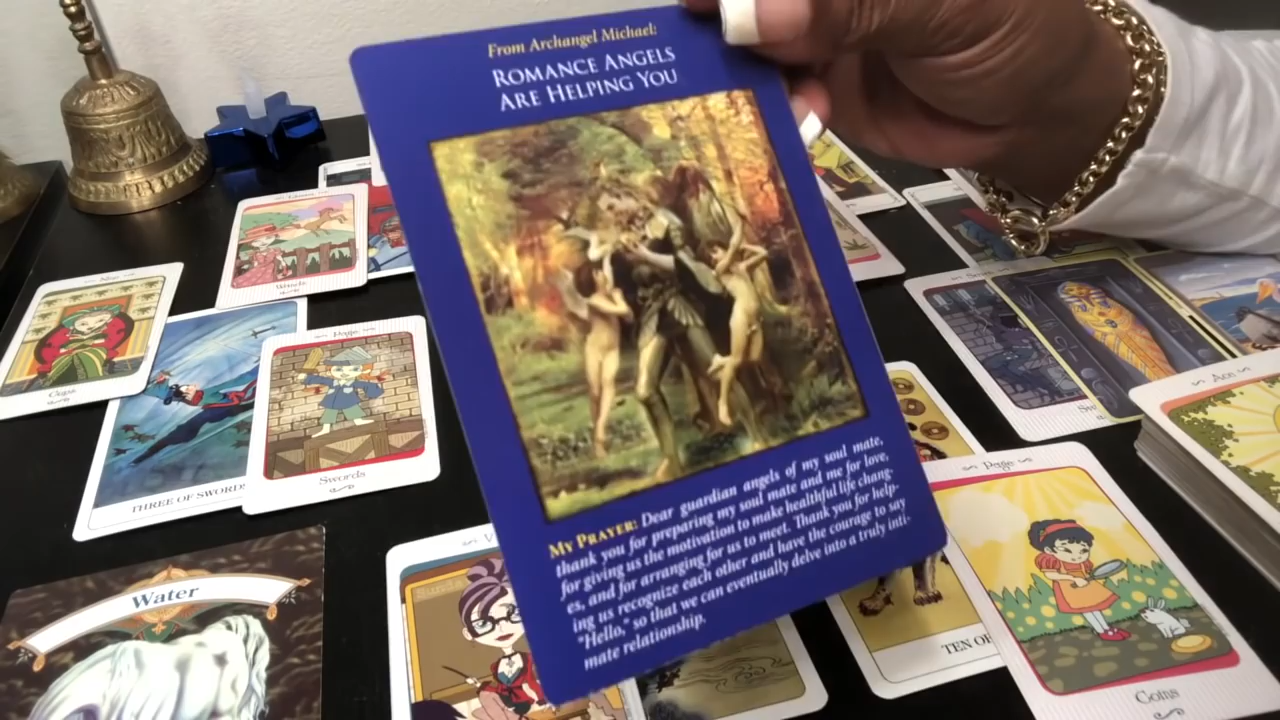 From Archangel Michael:
ROMANCE ANGELS
ARE HELPING YOU
MY PRAYER: Dear guardian angels of my soul mate,
thank you for preparing my soul mate and me for love,
for giving us the motivation to make healthful life chang-
es, and for arranging for us to meet. Thank you for help-
ing us recognize each other and have the courage to say
"Hello," so that we can eventually delve into a truly inti-
mate relationship.
Wands
Cups
Page
Swords
THREE OF SWORDS
Water
Ace
Page
TEN OF
Coins